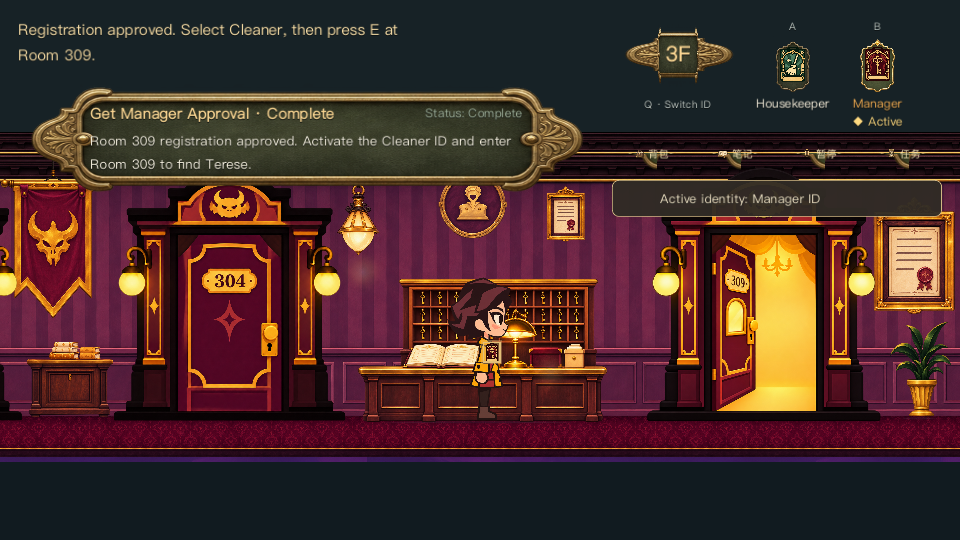 Registration approved. Select Cleaner, then press E at
Room 309.
3F
A
B
Q · Switch ID
Housekeeper
Manager
◆ Active
Get Manager Approval · Complete
Status: Complete
Room 309 registration approved. Activate the Cleaner ID and enter
Room 309 to find Terese.
背包
笔记
暂停
任务
Active identity: Manager ID
304
309